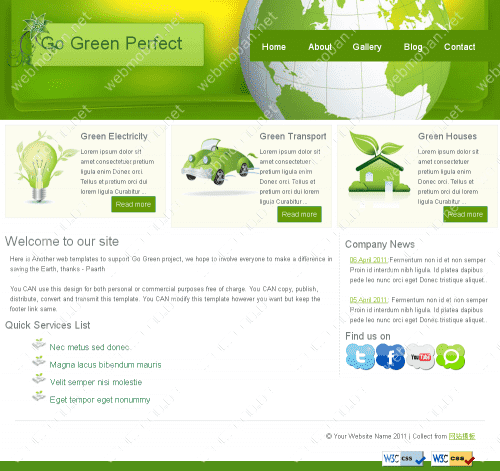 Go Green Perfect
Home About Gallery Blog Contact
Green Electricity
Lorem ipsum dolor sit
amet consectetuer pretium
ligula enim Donec orci.
Tellus et pretium orci dui
lorem ligula Curabitur...
Read more
Green Transport
Lorem ipsum dolor sit
amet consectetuer pretium
ligula enim Donec orci.
Tellus et pretium orci dui
lorem ligula Curabitur...
Read more
Green Houses
Lorem ipsum dolor sit
amet consectetuer pretium
ligula enim Donec orci.
Tellus et pretium orci dui
lorem ligula Curabitur...
Read more
Welcome to our site
Here is Another web templates to support Go Green project, we hope to involve everyone to make a difference in
saving the Earth, thanks - Paarth
You CAN use this design for both personal or commercial purposes free of charge. You CAN copy, publish,
distribute, convert and transmit this template. You CAN modify this template however you want but keep the
footer link same.
Quick Services List
Nec metus sed donec
Magna lacus bibendum mauris
Velit semper nisi molestie
Eget tempor eget nonummy
Company News
06 April 2011: Fermentum non id et non semper
Proin id interdum nibh ligula. Id platea dapibus
pede leo nunc orci eget Donec tristique aliquet..
05 April 2011: Fermentum non id et non semper
Proin id interdum nibh ligula. Id platea dapibus
pede leo nunc orci eget Donec tristique aliquet..
Find us on
You Tube
© Your Website Name 2011 | Collect from 网站模板
W3C css W3C css
webmoban.net